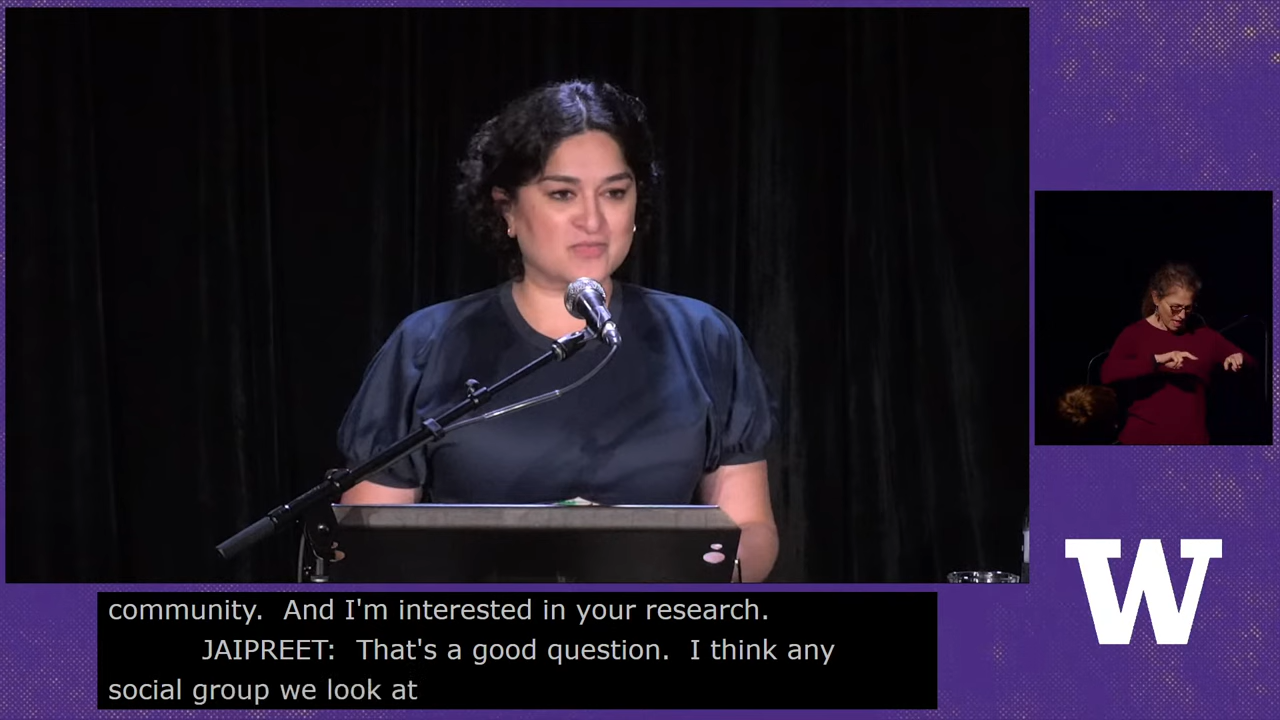 community.  And I'm interested in your research.
JAIPREET:  That's a good question.  I think any
social group we look at
W